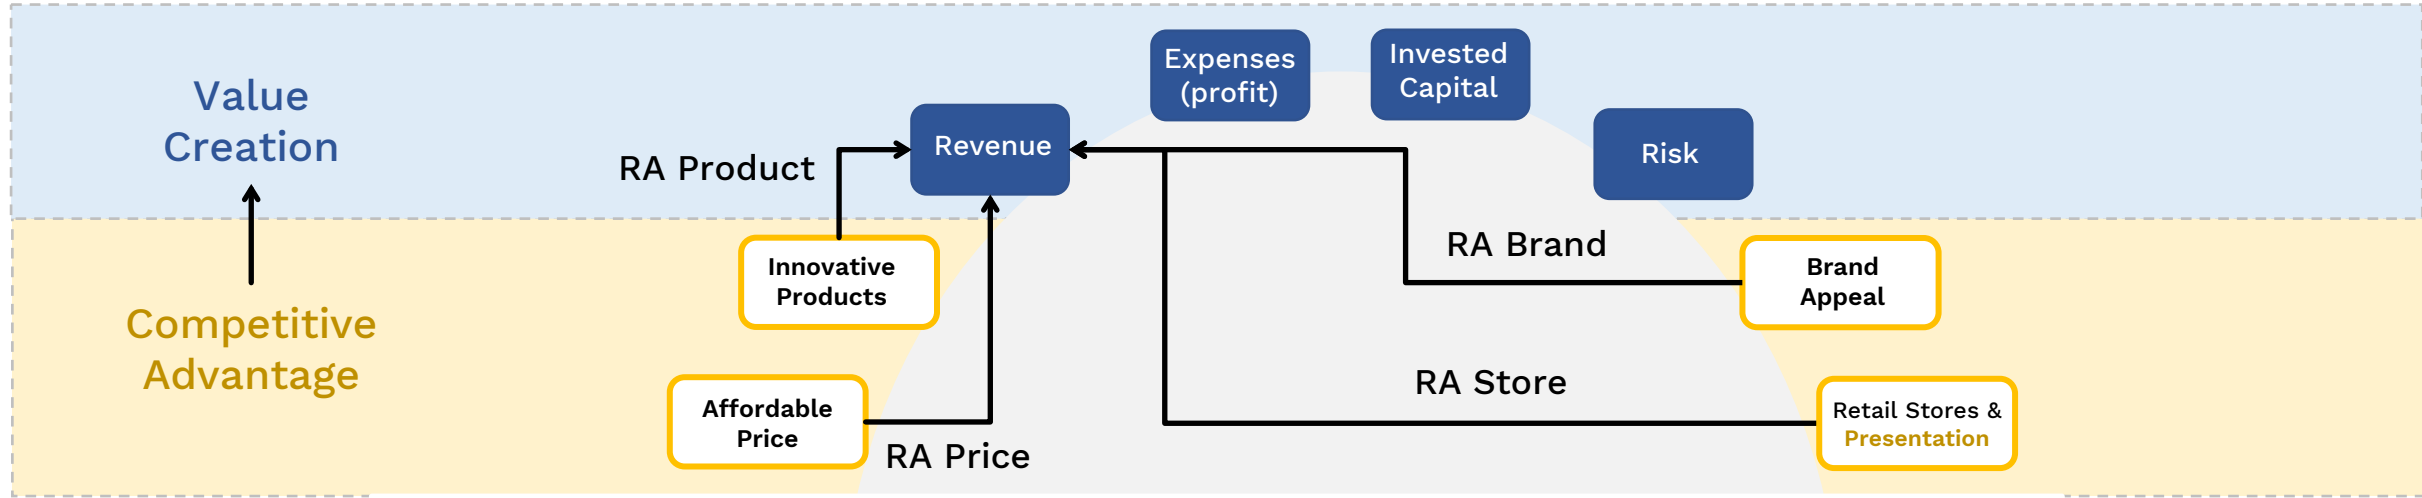 Value
Creation
Competitive
Advantage
Expenses
(profit)
Invested
Capital
Revenue
Risk
RA Product
Innovative
Products
RA Brand
Brand
Appeal
Affordable
Price
RA Price
RA Store
Retail Stores &
Presentation